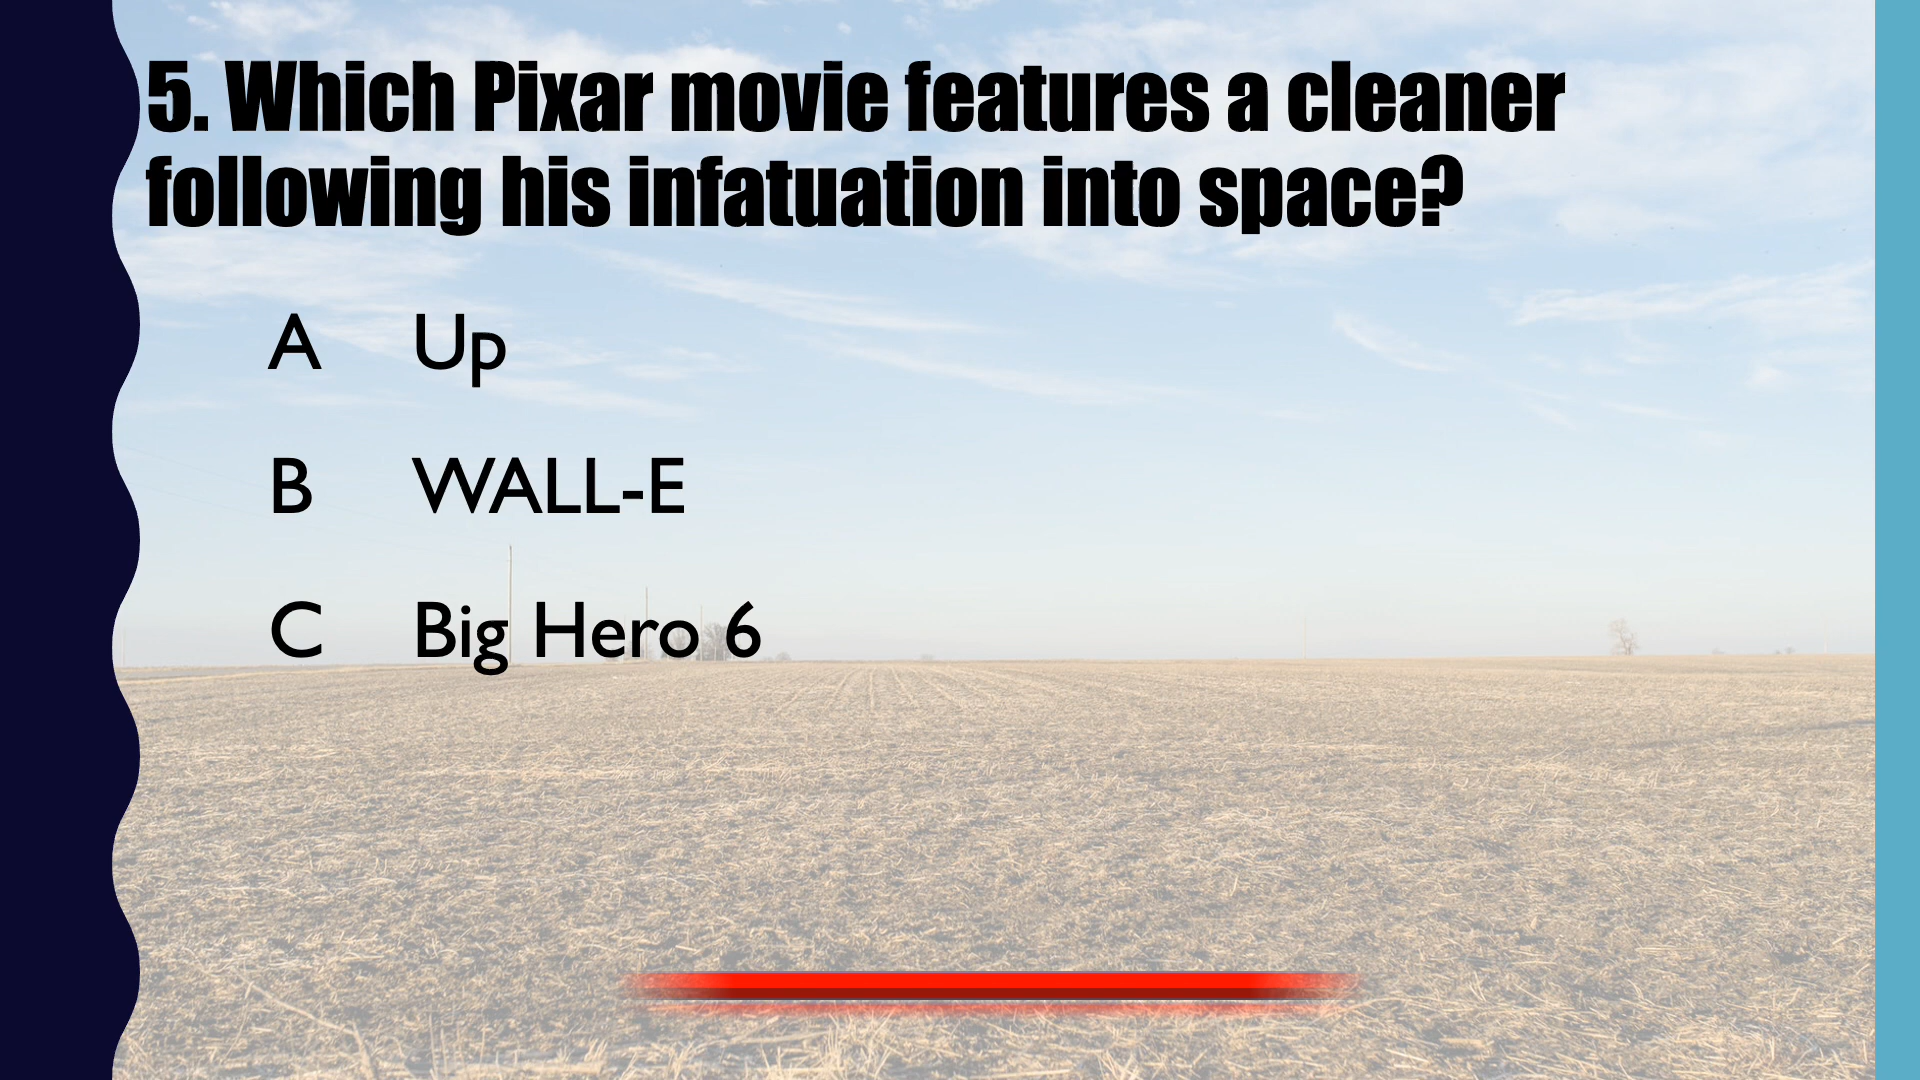 5. Which Pixar movie features a cleaner
following his infatuation into space?
A Up
B WALL-E
C Big Hero 6